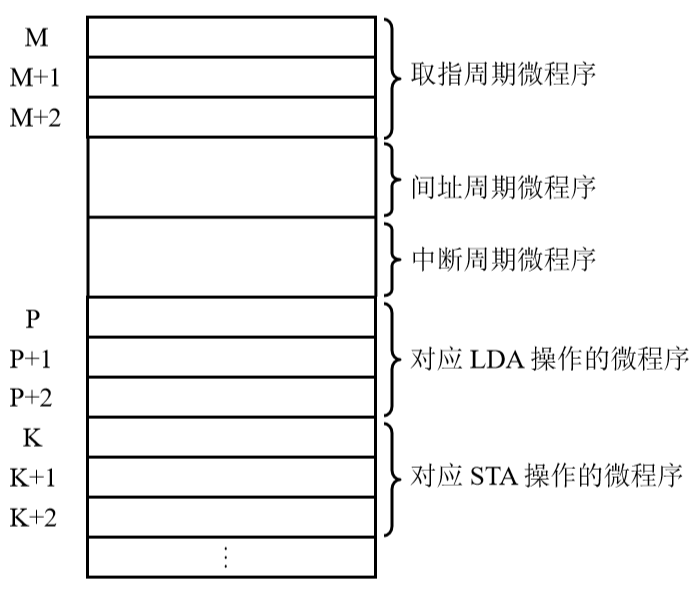 M
M+1
M+2
取指周期微程序
间址周期微程序
中断周期微程序
P
P+1
P+2
对应 LDA 操作的微程序
K
K+1
K+2
对应 STA 操作的微程序
⋮